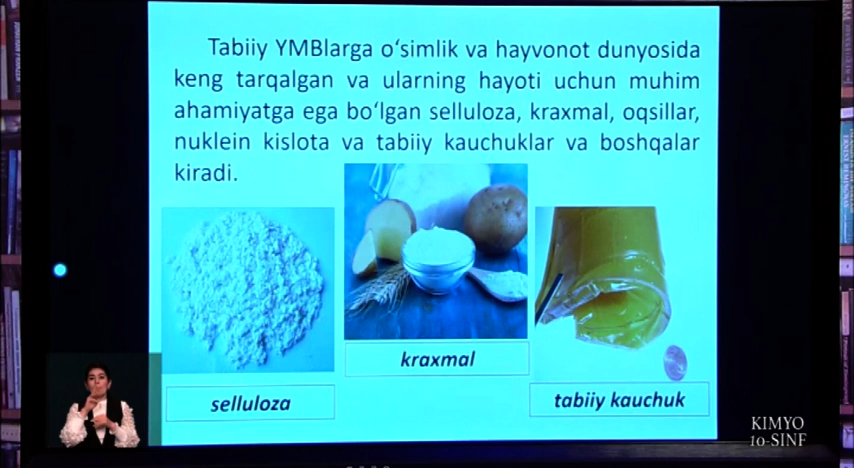 Tabiiy YMBlarga o‘simlik va hayvonot dunyosida
keng tarqalgan va ularning hayoti uchun muhim
ahamiyatga ega bo‘lgan selluloza, kraxmal, oqsillar,
nuklein kislota va tabiiy kauchuklar va boshqalar
kiradi.
kraxmal
selluloza
tabiiy kauchuk
KIMYO
10-SINF